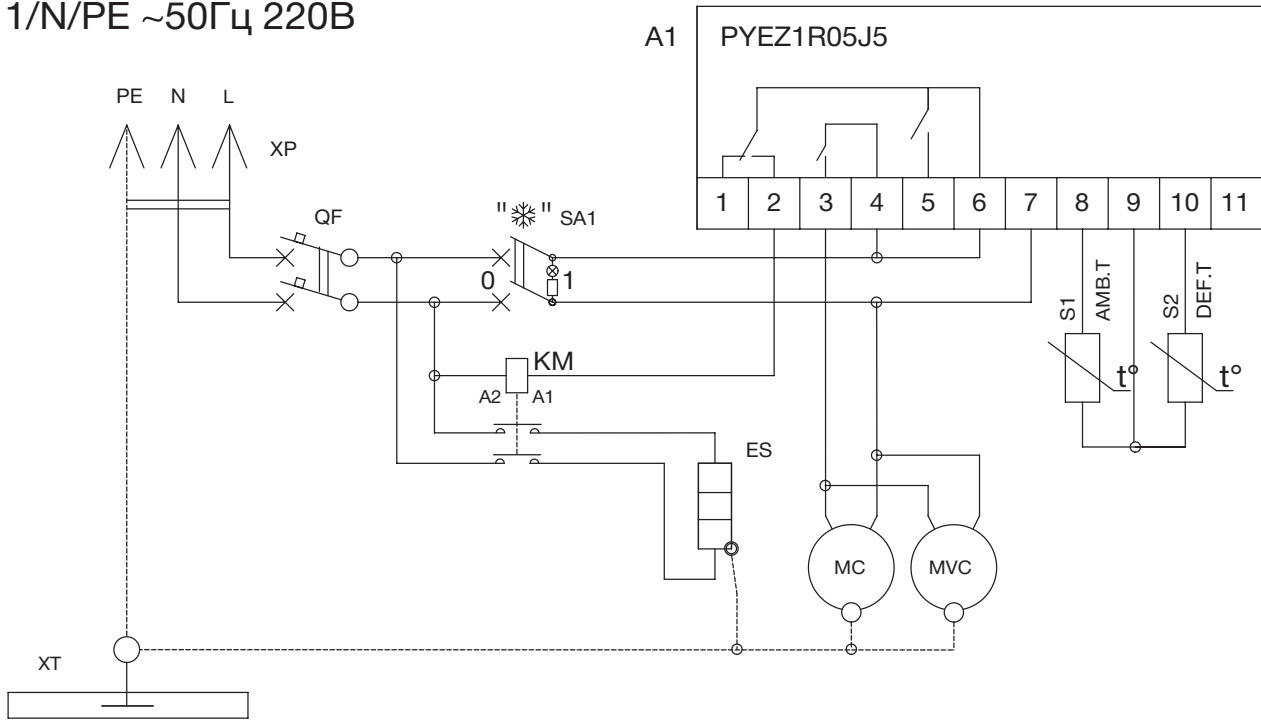 1/N/PE ~50Гц 220В
A1 PYEZ1R05J5
PE N L
XP
1 2 3 4 5 6 7 8 9 10 11
QF
"❄" SA1
0 1
S1 AMB.T
S2 DEF.T
KM
A2 A1
t° t°
ES
MC MVC
XT